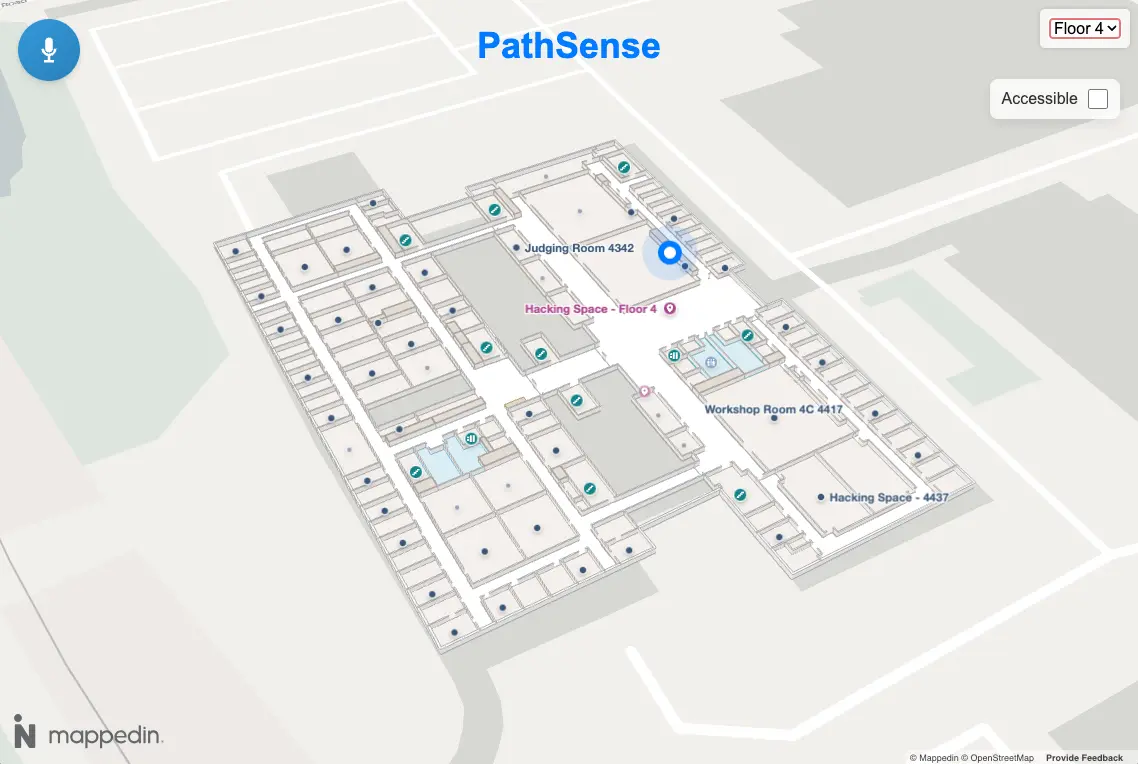 PathSense
Floor 4
Accessible
Judging Room 4342
Hacking Space - Floor 4
Workshop Room 4C 4417
Hacking Space - 4437
mappedin.
© Mappedin © OpenStreetMap Provide Feedback